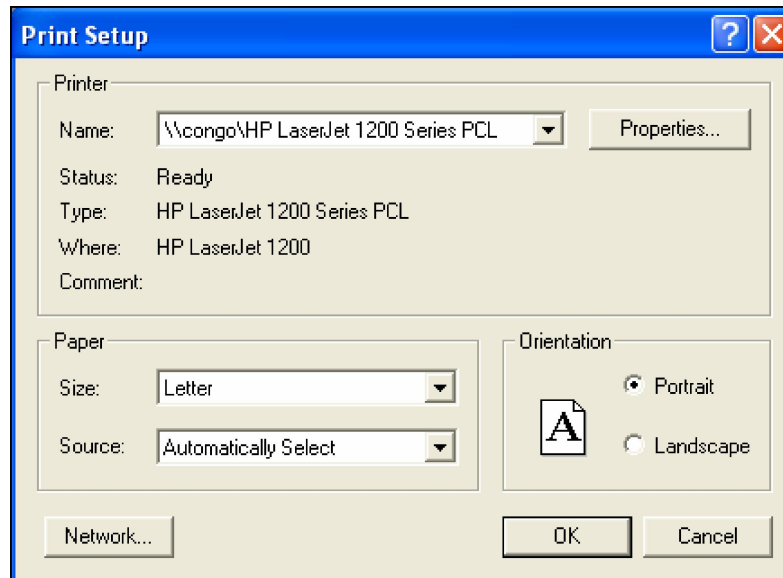 Print Setup
Printer
Name: \\congo\HP LaserJet 1200 Series PCL Properties...
Status: Ready
Type: HP LaserJet 1200 Series PCL
Where: HP LaserJet 1200
Comment:
Paper
Size: Letter
Source: Automatically Select
Orientation
A
Portrait
Landscape
Network... OK Cancel